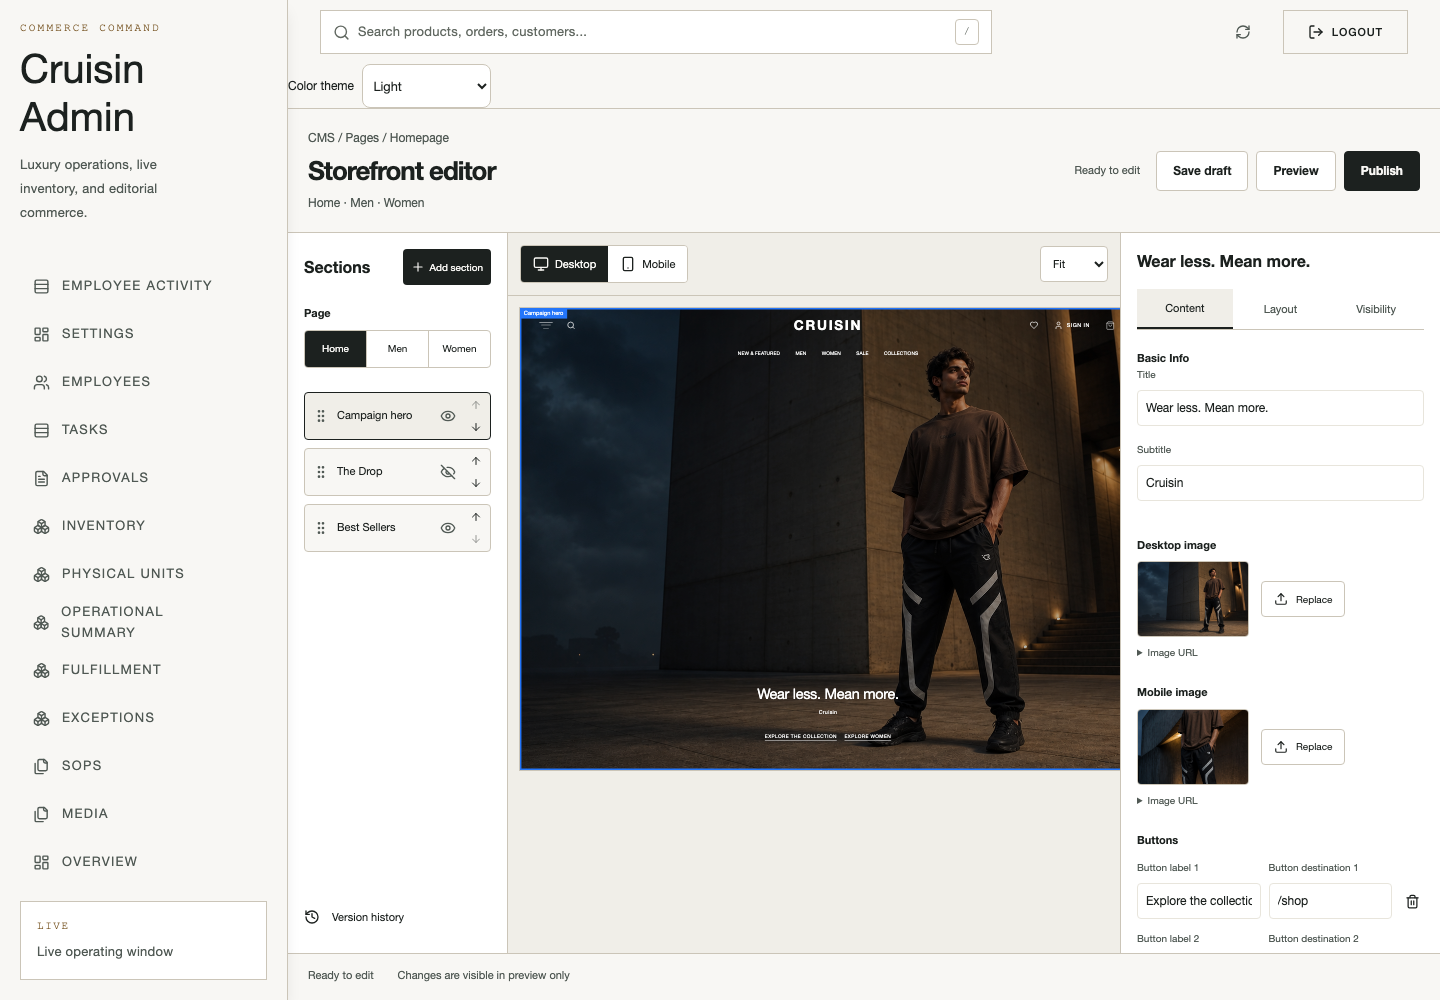 COMMERCE COMMAND
Cruisin
Admin
Luxury operations, live
inventory, and editorial
commerce.
EMPLOYEE ACTIVITY
SETTINGS
EMPLOYEES
TASKS
APPROVALS
INVENTORY
PHYSICAL UNITS
OPERATIONAL
SUMMARY
FULFILLMENT
EXCEPTIONS
SOPS
MEDIA
OVERVIEW
LIVE
Live operating window
Search products, orders, customers...
/
LOGOUT
Color theme
Light
CMS / Pages / Homepage
Storefront editor
Home · Men · Women
Ready to edit
Save draft
Preview
Publish
Sections
Add section
Page
Home
Men
Women
Campaign hero
The Drop
Best Sellers
Version history
Desktop
Mobile
Fit
Campaign hero
CRUISIN
SIGN IN
NEW & FEATURED
MEN
WOMEN
SALE
COLLECTIONS
Wear less. Mean more.
Cruisin
EXPLORE THE COLLECTION
EXPLORE WOMEN
Wear less. Mean more.
Content
Layout
Visibility
Basic Info
Title
Wear less. Mean more.
Subtitle
Cruisin
Desktop image
Replace
Image URL
Mobile image
Replace
Image URL
Buttons
Button label 1
Button destination 1
Explore the collectic
/shop
Button label 2
Button destination 2
Ready to edit
Changes are visible in preview only